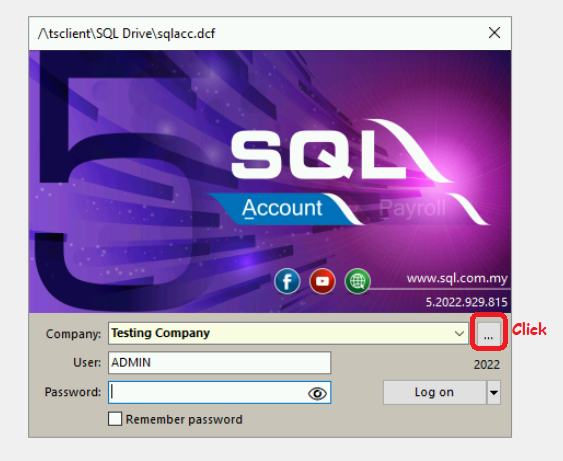 /\tsclient\SQL Drive\sqlacc.dcf
5
SQL
Account
Payroll
www.sql.com.my
5.2022.929.815
Company: Testing Company ... Click
User: ADMIN 2022
Password: Log on
Remember password